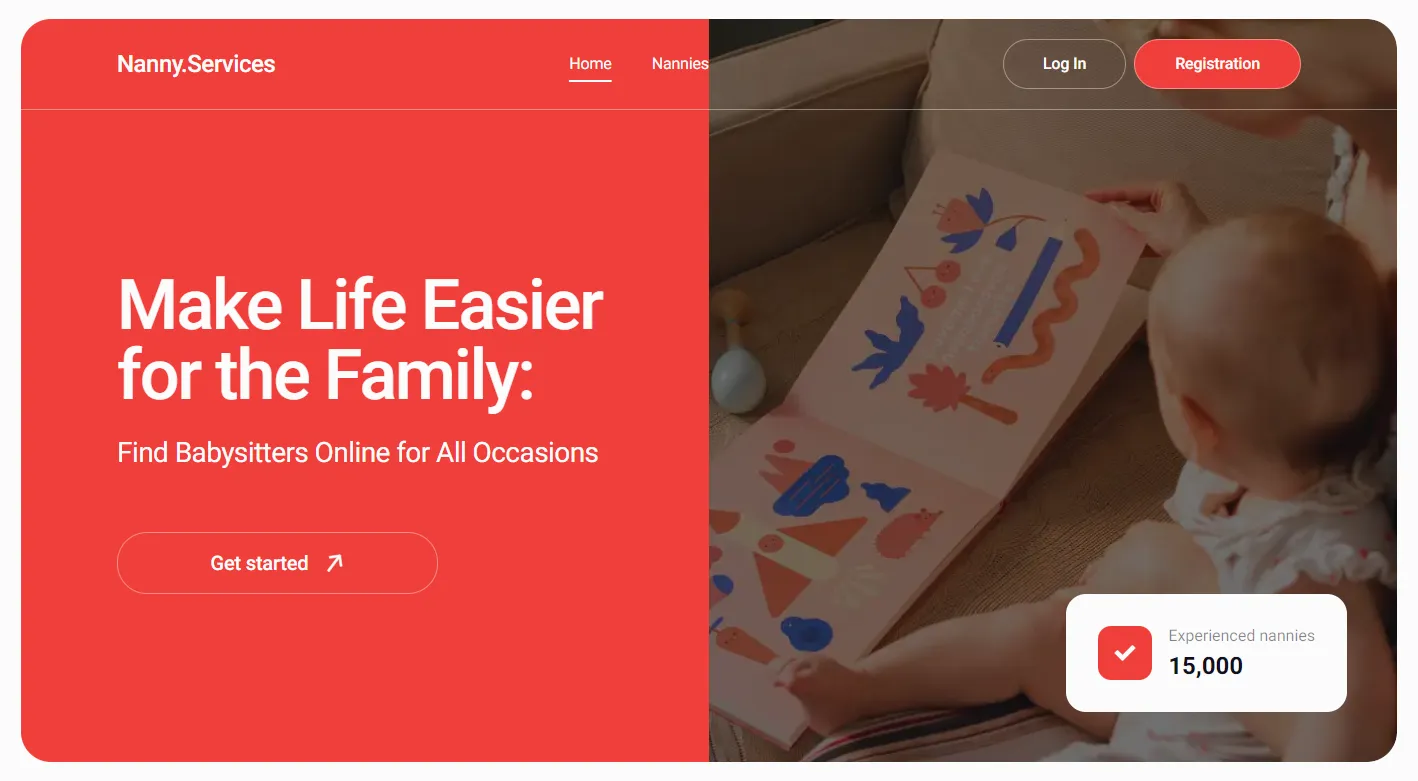 Nanny.Services
Home Nannies
Log In Registration
Make Life Easier
for the Family:
Find Babysitters Online for All Occasions
Get started
Experienced nannies
15,000